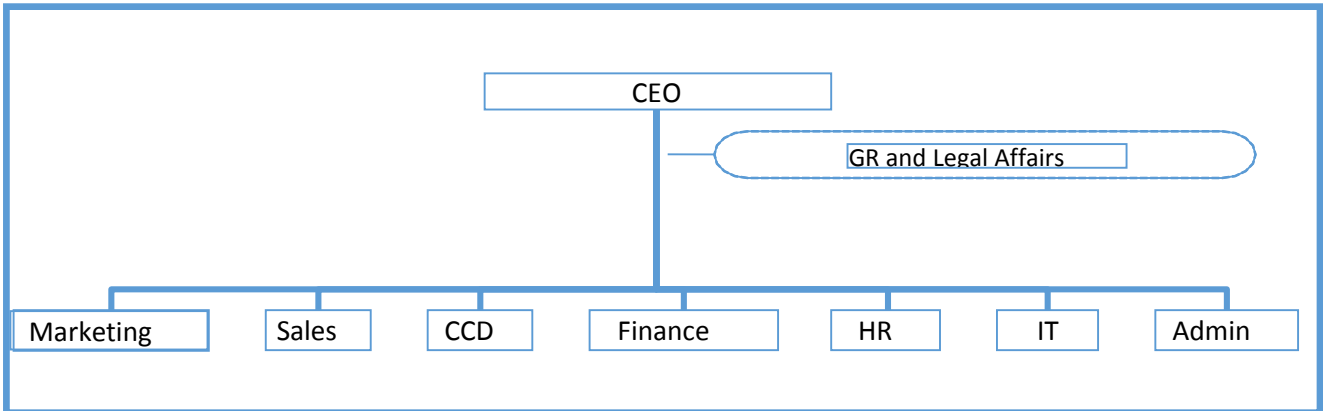 CEO
GR and Legal Affairs
Marketing
Sales
CCD
Finance
HR
IT
Admin